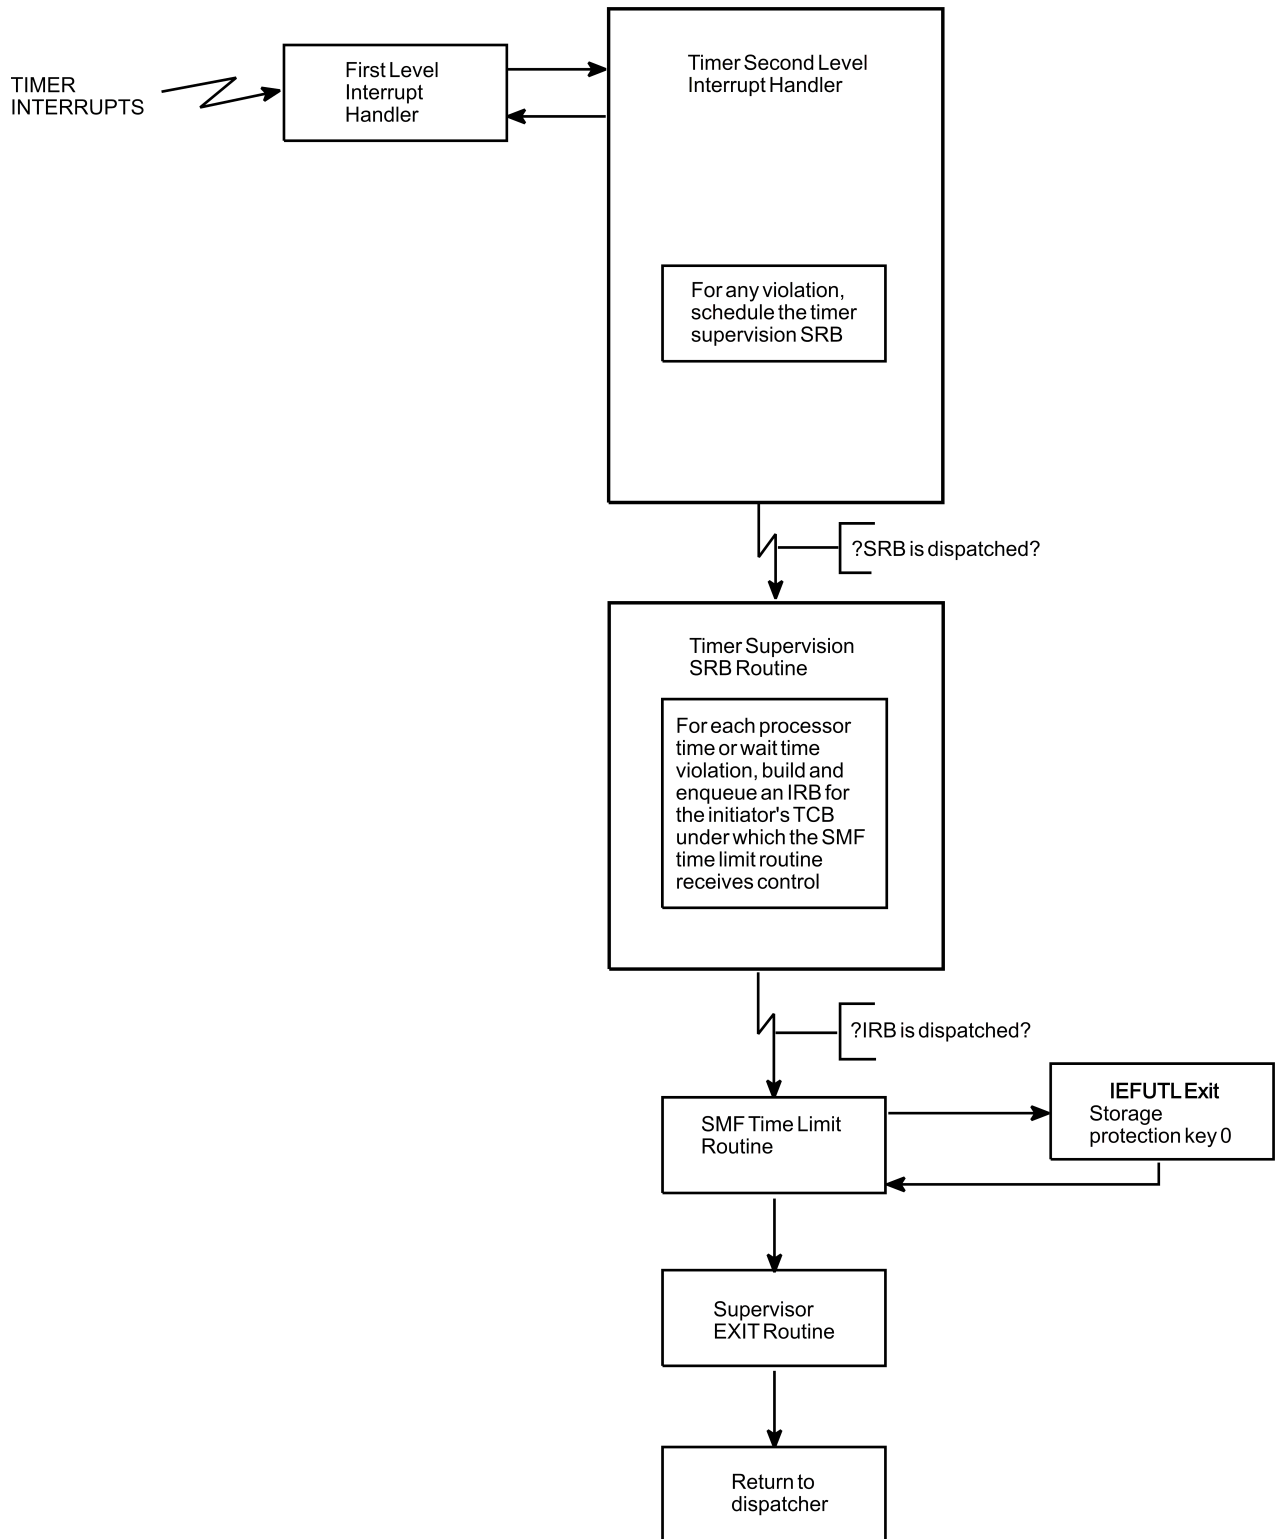 TIMER
INTERRUPTS
First Level
Interrupt
Handler
Timer Second Level
Interrupt Handler
For any violation,
schedule the timer
supervision SRB
?SRB is dispatched?
Timer Supervision
SRB Routine
For each processor
time or wait time
violation, build and
enqueue an IRB for
the initiator's TCB
under which the SMF
time limit routine
receives control
?IRB is dispatched?
SMF Time Limit
Routine
IEFUTL Exit
Storage
protection key 0
Supervisor
EXIT Routine
Return to
dispatcher